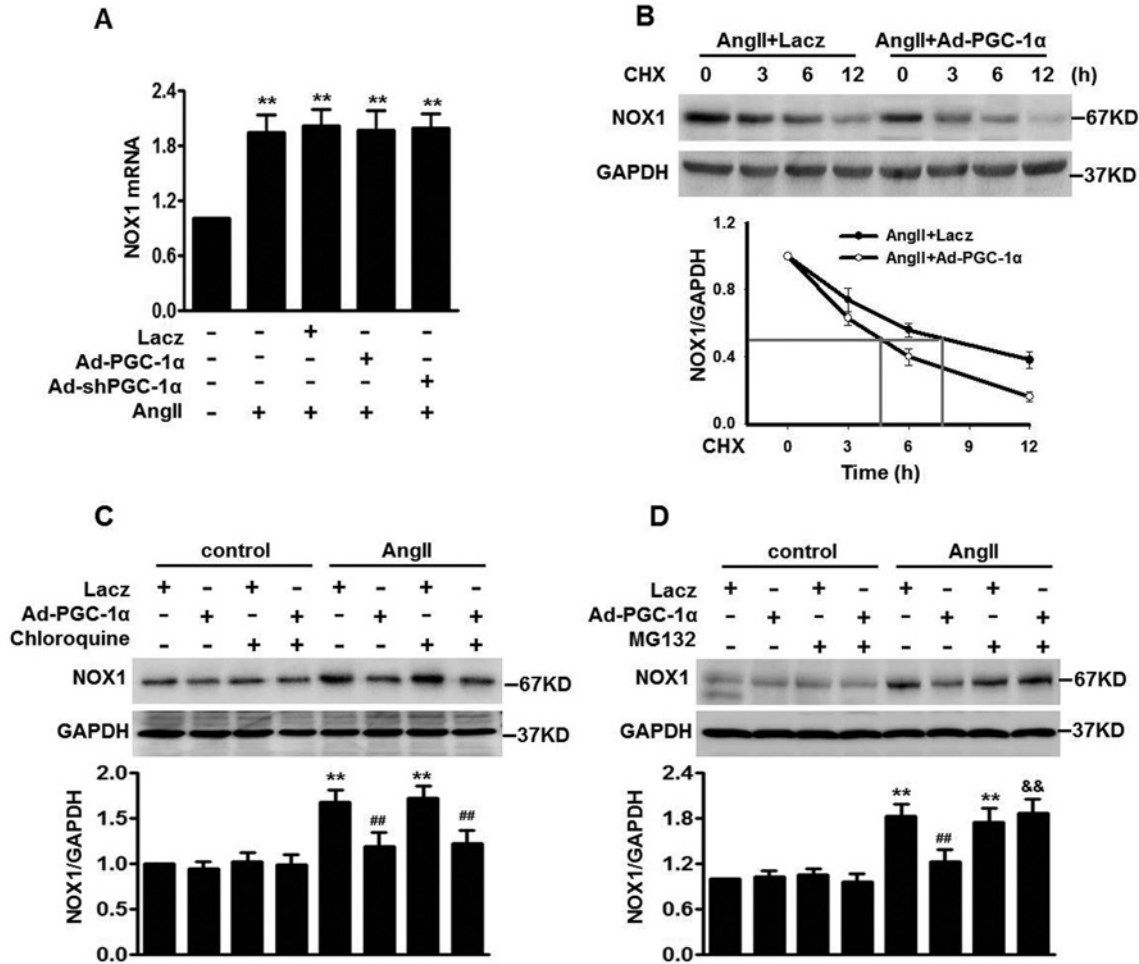 A
NOX1 mRNA
2.4
1.8
1.2
0.6
0.0
** ** ** **
Lacz - - + - -
Ad-PGC-1α - - - + -
Ad-shPGC-1α - - - - +
AngII - + + + +
B
AngII+Lacz AngII+Ad-PGC-1α
CHX 0 3 6 12 0 3 6 12 (h)
NOX1 –67KD
GAPDH –37KD
NOX1/GAPDH
1.2
0.8
0.4
0.0
AngII+Lacz
AngII+Ad-PGC-1α
CHX 0 3 6 9 12
Time (h)
C
control AngII
Lacz + - + - + - + -
Ad-PGC-1α - + - + - + - +
Chloroquine - - + + - - + +
NOX1 –67KD
GAPDH –37KD
NOX1/GAPDH
2.0
1.5
1.0
0.5
0.0
** ## ** ##
D
control AngII
Lacz + - + - + - + -
Ad-PGC-1α - + - + - + - +
MG132 - - + + - - + +
NOX1 –67KD
GAPDH –37KD
NOX1/GAPDH
2.4
1.8
1.2
0.6
0.0
** ## ** &&